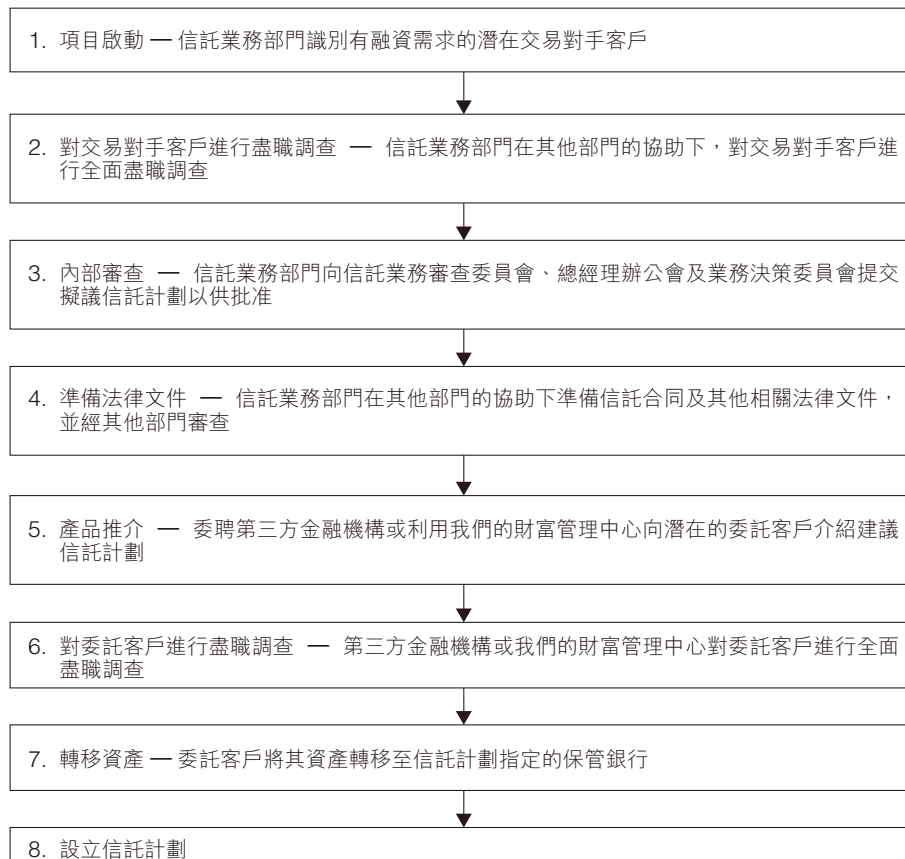 1. 項目啟動 — 信託業務部門識別有融資需求的潛在交易對手客戶
2. 對交易對手客戶進行盡職調查 — 信託業務部門在其他部門的協助下，對交易對手客戶進
行全面盡職調查
3. 內部審查 — 信託業務部門向信託業務審查委員會、總經理辦公會及業務決策委員會提交
擬議信託計劃以供批准
4. 準備法律文件 — 信託業務部門在其他部門的協助下準備信託合同及其他相關法律文件，
並經其他部門審查
5. 產品推介 — 委聘第三方金融機構或利用我們的財富管理中心向潛在的委託客戶介紹建議
信託計劃
6. 對委託客戶進行盡職調查 — 第三方金融機構或我們的財富管理中心對委託客戶進行全面
盡職調查
7. 轉移資產 — 委託客戶將其資產轉移至信託計劃指定的保管銀行
8. 設立信託計劃